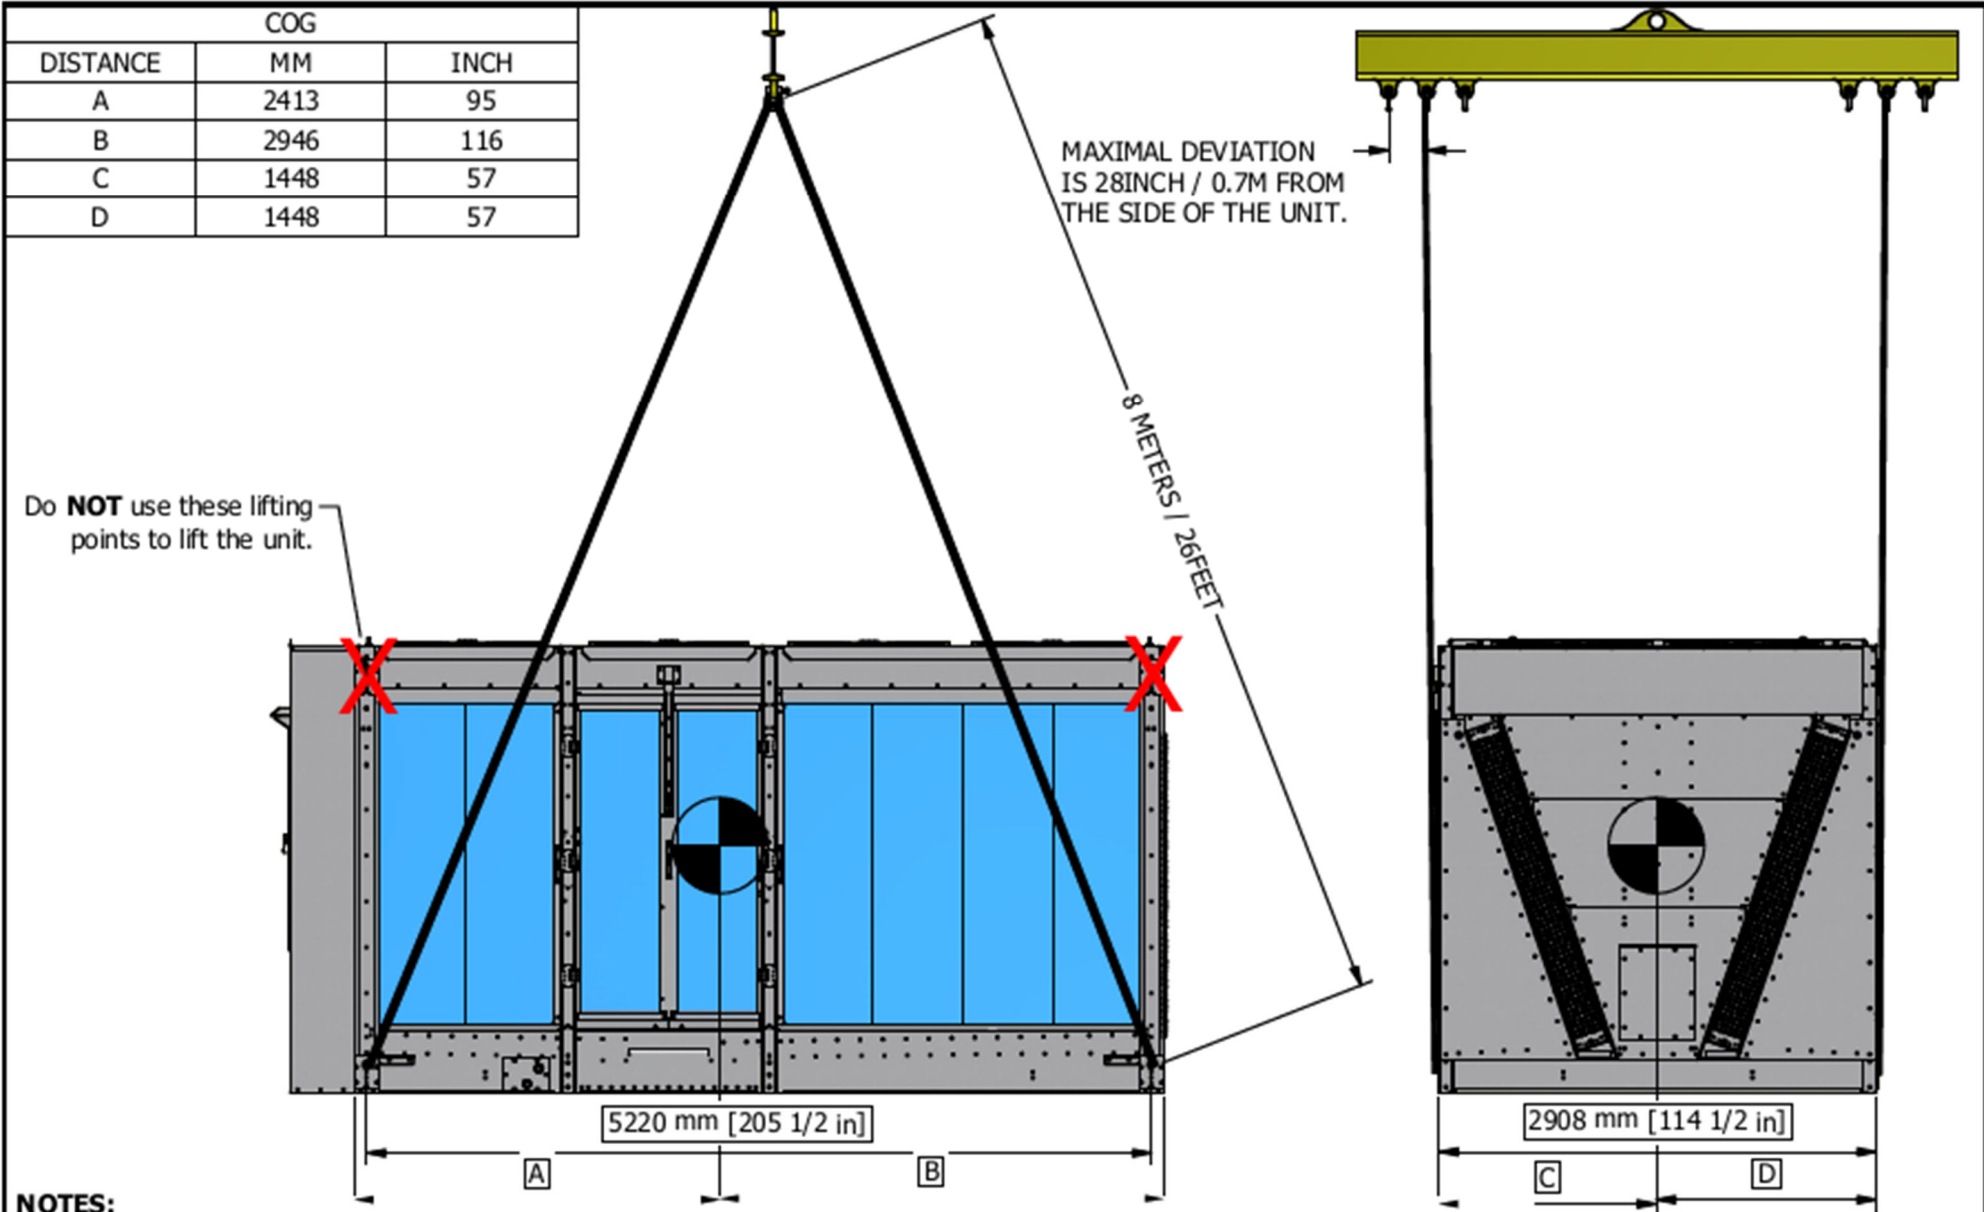 COG
DISTANCE MM INCH
A 2413 95
B 2946 116
C 1448 57
D 1448 57
MAXIMAL DEVIATION
IS 28INCH / 0.7M FROM
THE SIDE OF THE UNIT.
8 METERS / 26FEET
Do NOT use these lifting
points to lift the unit.
X X
5220 mm [205 1/2 in]
A B
2908 mm [114 1/2 in]
C D
NOTES: